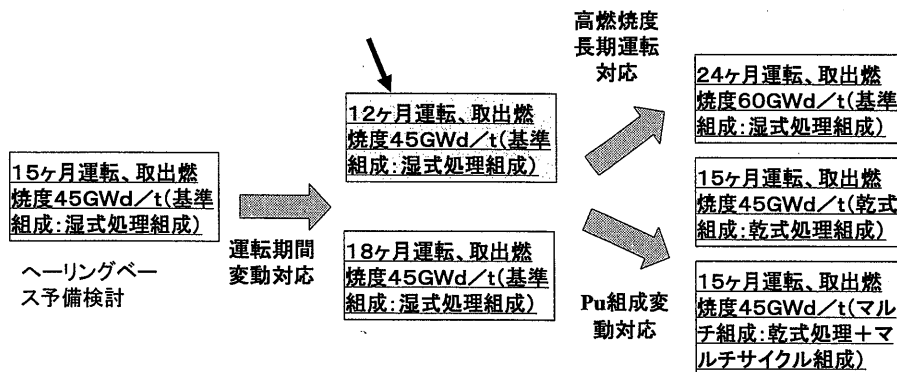 15ヶ月運転、取出燃
焼度45GWd／t(基準
組成:湿式処理組成)
ヘーリングベー
ス予備検討
運転期間
変動対応
12ヶ月運転、取出燃
焼度45GWd／t(基準
組成:湿式処理組成)
18ヶ月運転、取出燃
焼度45GWd／t(基準
組成:湿式処理組成)
高燃焼度
長期運転
対応
Pu組成変
動対応
24ヶ月運転、取出燃
焼度60GWd／t(基準
組成:湿式処理組成)
15ヶ月運転、取出燃
焼度45GWd／t(乾式
組成:乾式処理組成)
15ヶ月運転、取出燃
焼度45GWd／t(マル
チ組成:乾式処理＋マ
ルチサイクル組成)